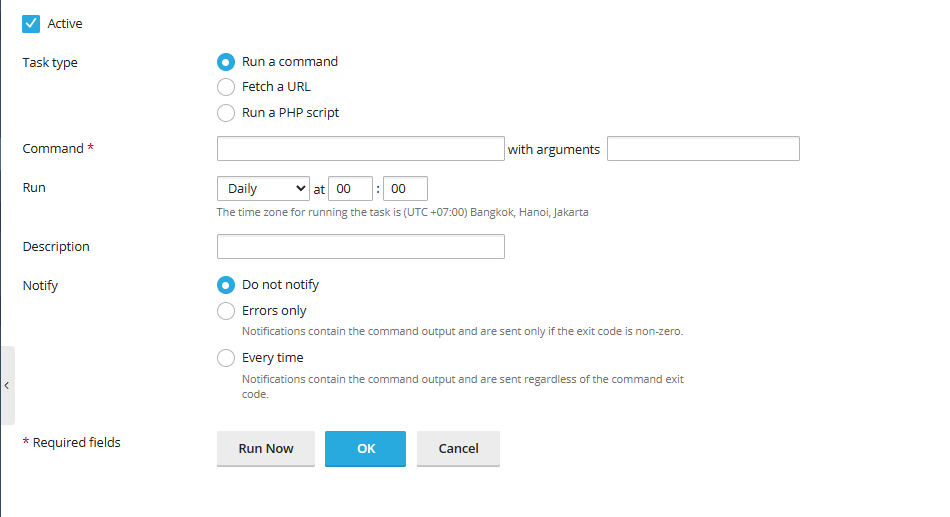 Active
Task type
Run a command
Fetch a URL
Run a PHP script
Command * with arguments
Run Daily at 00 : 00
The time zone for running the task is (UTC +07:00) Bangkok, Hanoi, Jakarta
Description
Notify
Do not notify
Errors only
Notifications contain the command output and are sent only if the exit code is non-zero.
Every time
Notifications contain the command output and are sent regardless of the command exit
code.
* Required fields Run Now OK Cancel